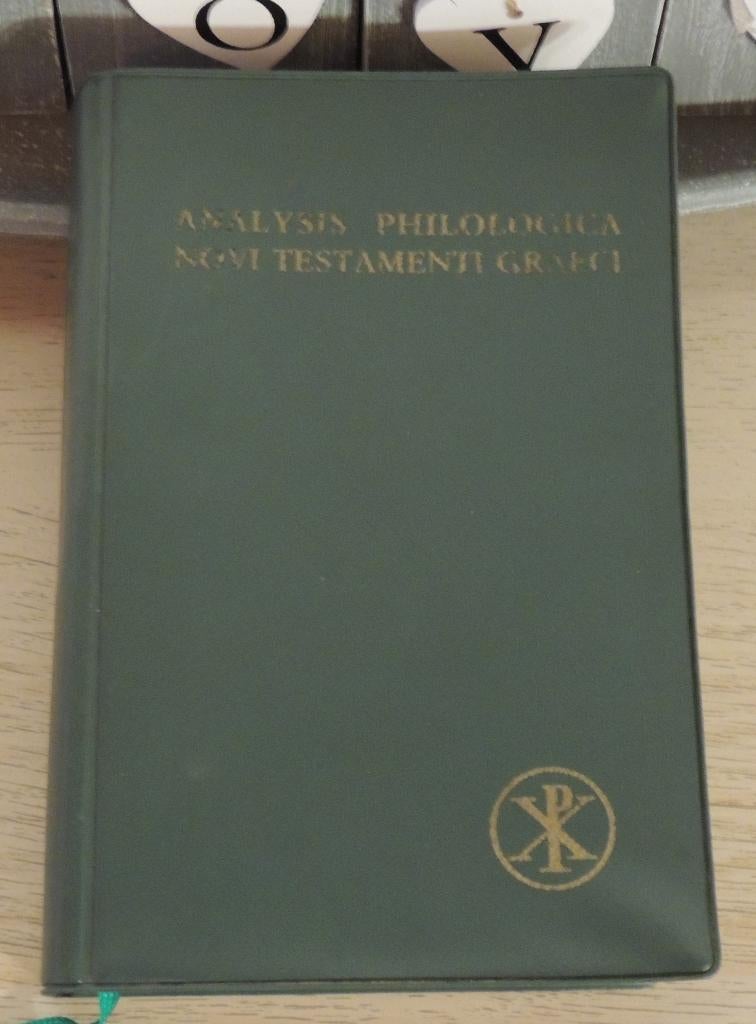 O V
ANALYSIS PHILOLOGICA
NOVI TESTAMENTI GRAECI